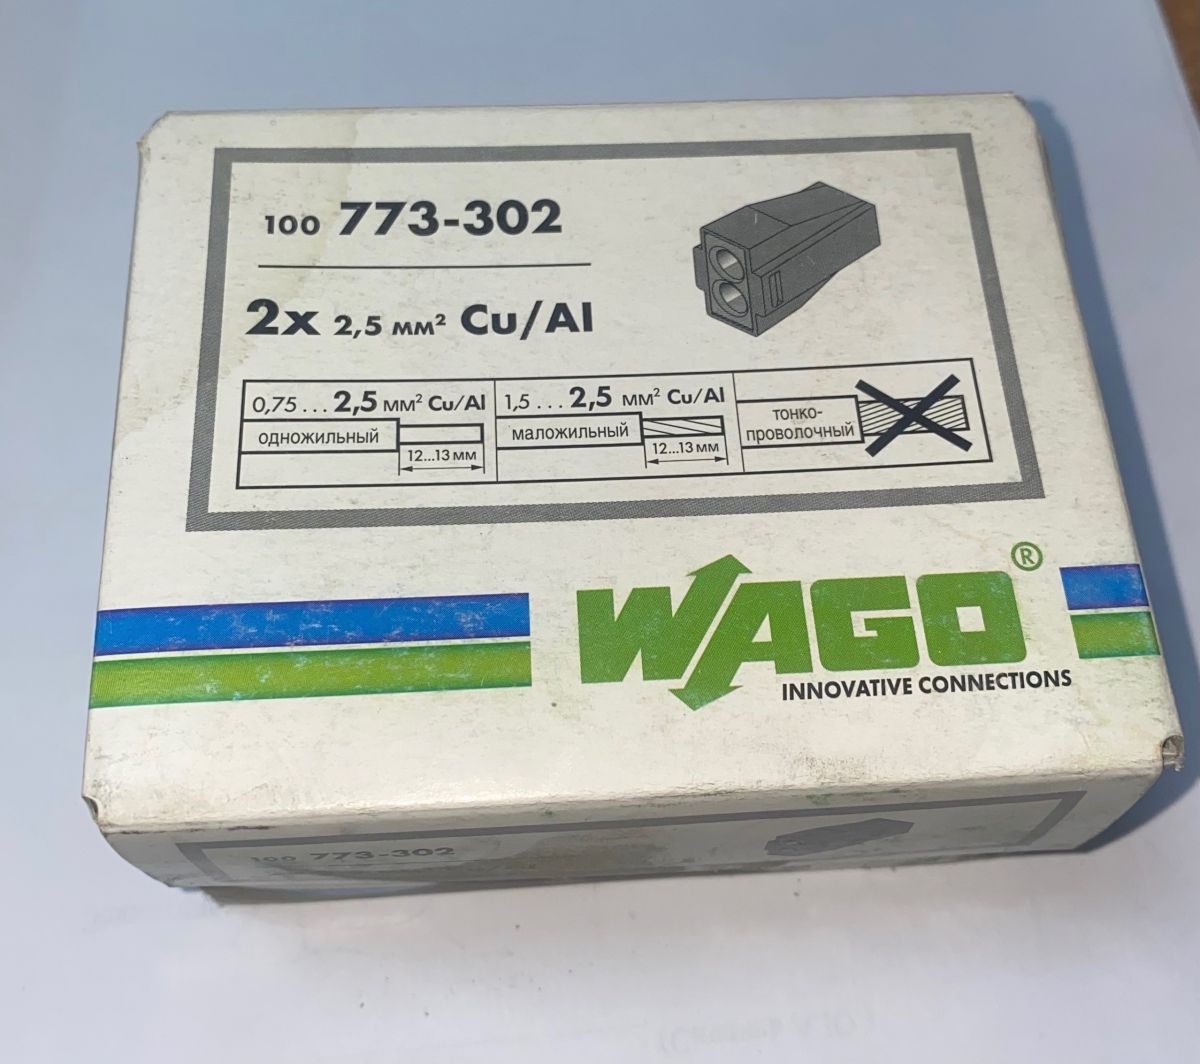 100 773-302
2x 2,5 мм² Cu/Al
0,75 ... 2,5 мм² Cu/Al
одножильный
12...13 мм
1,5 ... 2,5 мм² Cu/Al
маложильный
12...13 мм
тонко-
проволочный
WAGO®
INNOVATIVE CONNECTIONS
100 773-302